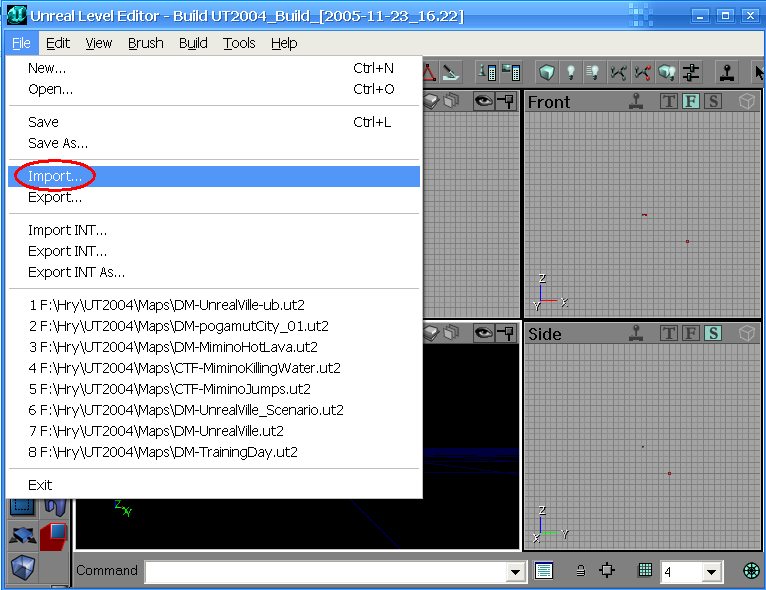 Unreal Level Editor - Build UT2004_Build_[2005-11-23_16.22]
File Edit View Brush Build Tools Help
New... Ctrl+N
Open... Ctrl+O
Save Ctrl+L
Save As...
Import...
Export...
Import INT...
Export INT...
Export INT As...
1 F:\Hry\UT2004\Maps\DM-UnrealVille-ub.ut2
2 F:\Hry\UT2004\Maps\DM-pogamutCity_01.ut2
3 F:\Hry\UT2004\Maps\DM-MiminoHotLava.ut2
4 F:\Hry\UT2004\Maps\CTF-MiminoKillingWater.ut2
5 F:\Hry\UT2004\Maps\CTF-MiminoJumps.ut2
6 F:\Hry\UT2004\Maps\DM-UnrealVille_Scenario.ut2
7 F:\Hry\UT2004\Maps\DM-UnrealVille.ut2
8 F:\Hry\UT2004\Maps\DM-TrainingDay.ut2
Exit
Front T F S
Z
Y X
Side T F S
Z
X Y
Z X Y
Command 4